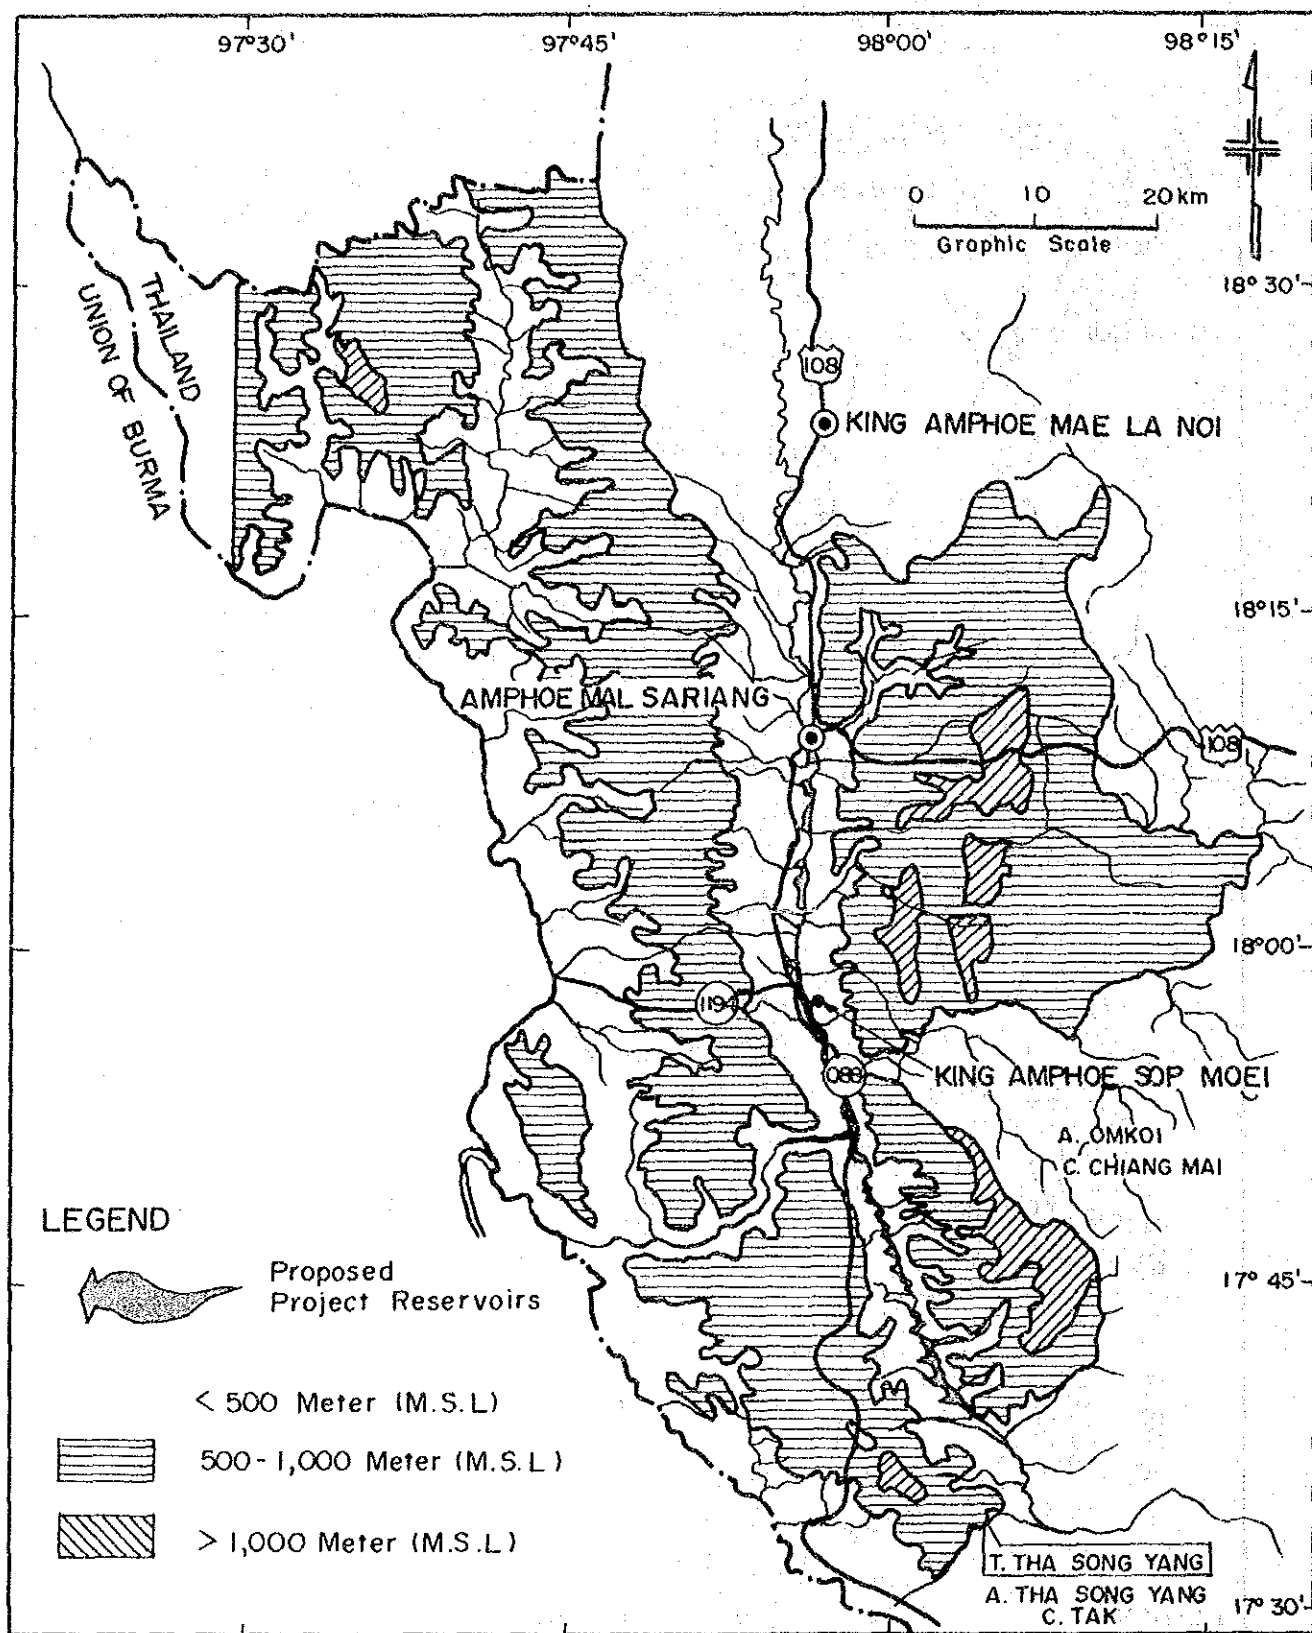 97°30'
97°45'
98°00'
98°15'
0 10 20 km
Graphic Scale
18° 30'
THAILAND
UNION OF BURMA
108
KING AMPHOE MAE LA NOI
18°15'
AMPHOE MAL SARIANG
108
18°00'
1194
KING AMPHOE SOP MOEI
A. OMKOI
C. CHIANG MAI
LEGEND
Proposed
Project Reservoirs
17° 45'
< 500 Meter (M.S.L)
500-1,000 Meter (M.S.L)
> 1,000 Meter (M.S.L)
T. THA SONG YANG
A. THA SONG YANG
C. TAK
17° 30'